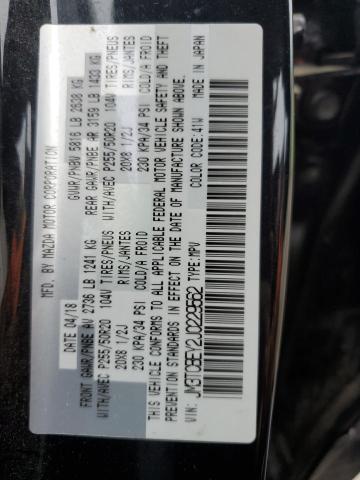 MFD. BY MAZDA MOTOR CORPORATION
DATE 04/18
GVWR/PNBV 5816 LB 2638 KG
FRONT GAWR/PNBE AV 2736 LB 1241 KG
REAR GAWR/PNBE AR 3159 LB 1433 KG
WITH/AVEC P255/50R20 104V TIRES/PNEUS
WITH/AVEC P255/50R20 104V TIRES/PNEUS
20X8 1/2J RIMS/JANTES
20X8 1/2J RIMS/JANTES
230 KPA/34 PSI COLD/A FROID
230 KPA/34 PSI COLD/A FROID
THIS VEHICLE CONFORMS TO ALL APPLICABLE FEDERAL MOTOR VEHICLE SAFETY AND THEFT
PREVENTION STANDARDS IN EFFECT ON THE DATE OF MANUFACTURE SHOWN ABOVE.
MADE IN JAPAN
VIN: JM3TCBEY2J0229562
TYPE:MPV
COLOR CODE:41W